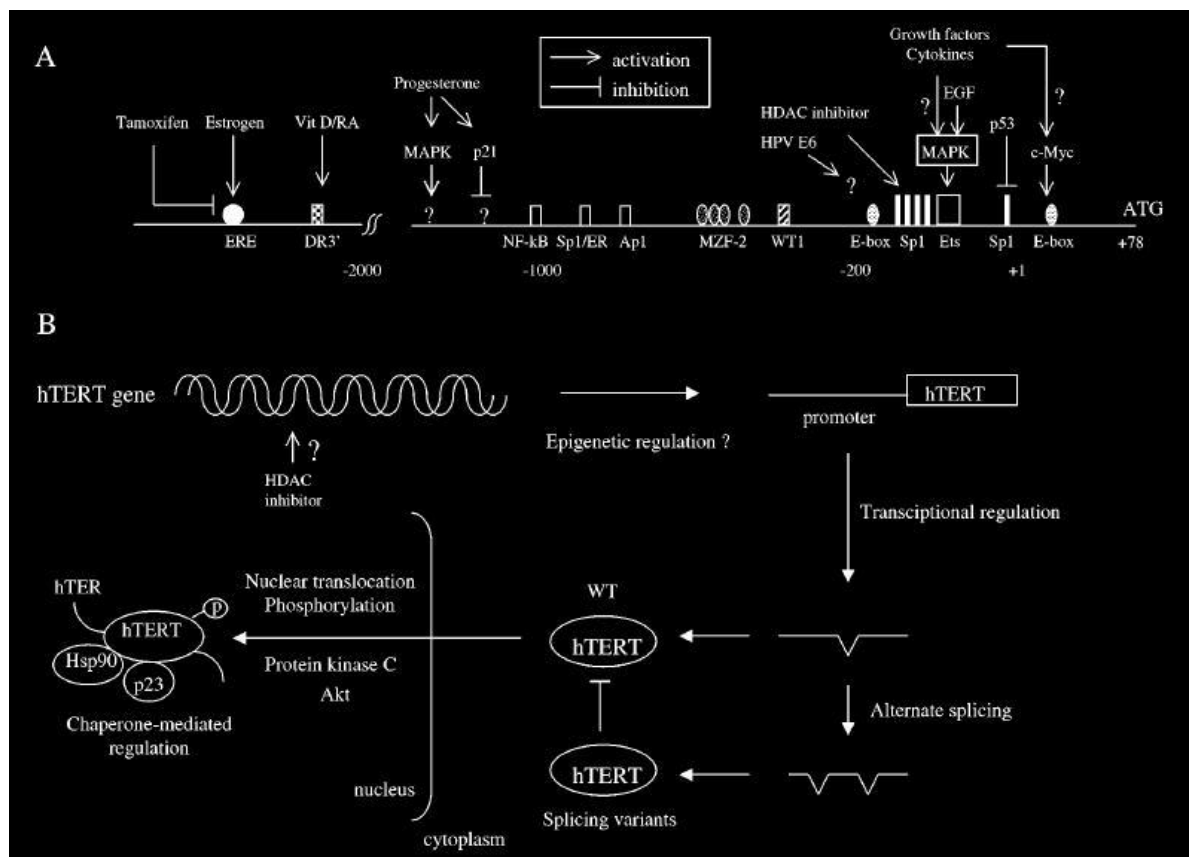 A
activation
inhibition
Growth factors
Cytokines
Progesterone
?
EGF
?
HDAC inhibitor
Tamoxifen
Estrogen
Vit D/RA
HPV E6
p53
MAPK
p21
MAPK
c-Myc
?
?
?
ATG
ERE
DR3'
NF-kB
Sp1/ER
Ap1
MZF-2
WT1
E-box
Sp1
Ets
Sp1
E-box
+78
-2000
-1000
-200
+1
B
hTERT gene
hTERT
promoter
Epigenetic regulation ?
?
HDAC
inhibitor
Transciptional regulation
hTER
Nuclear translocation
Phosphorylation
WT
P
hTERT
hTERT
Hsp90
p23
Protein kinase C
Akt
Chaperone-mediated
regulation
Alternate splicing
hTERT
nucleus
Splicing variants
cytoplasm